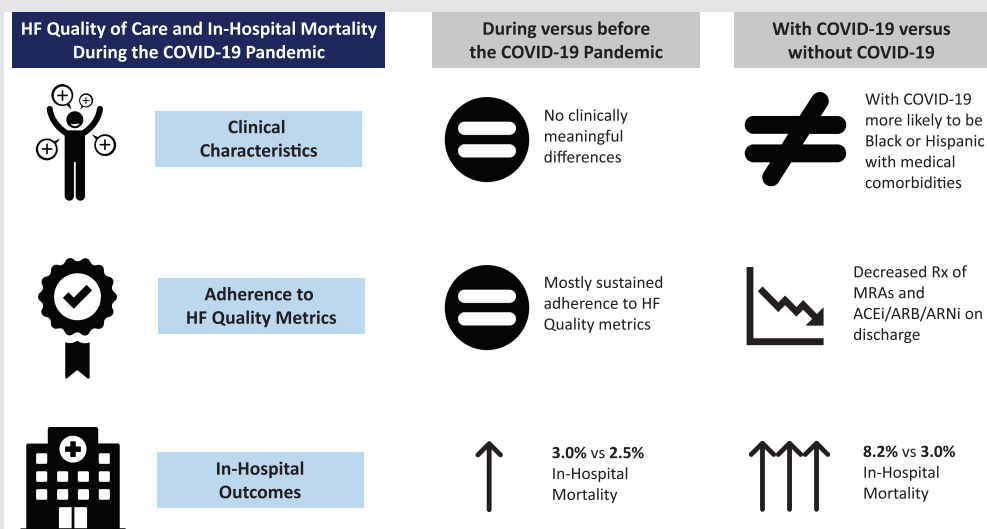 HF Quality of Care and In-Hospital Mortality
During the COVID-19 Pandemic
During versus before
the COVID-19 Pandemic
With COVID-19 versus
without COVID-19
Clinical
Characteristics
No clinically
meaningful
differences
With COVID-19
more likely to be
Black or Hispanic
with medical
comorbidities
Adherence to
HF Quality Metrics
Mostly sustained
adherence to HF
Quality metrics
Decreased Rx of
MRAs and
ACEi/ARB/ARNi on
discharge
In-Hospital
Outcomes
3.0% vs 2.5%
In-Hospital
Mortality
8.2% vs 3.0%
In-Hospital
Mortality